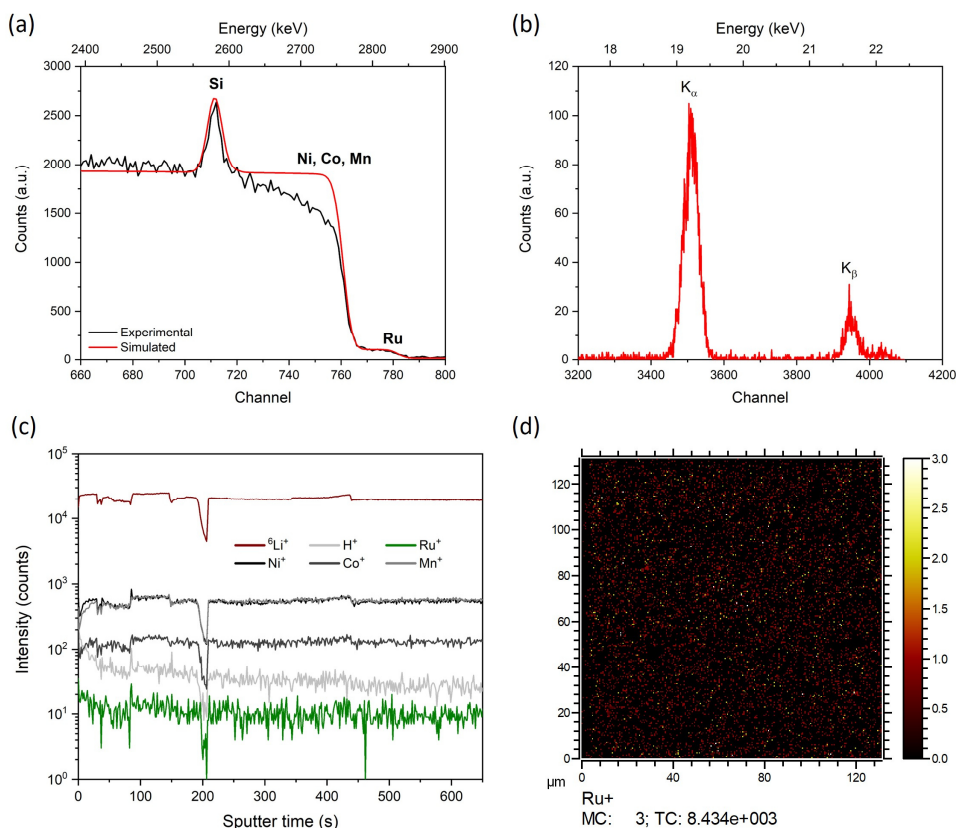 (a)
Energy (keV)
2400 2500 2600 2700 2800 2900
3000
2500
2000
1500
1000
500
0
Counts (a.u.)
Si
Ni, Co, Mn
Ru
Experimental
Simulated
660 680 700 720 740 760 780 800
Channel
(b)
Energy (keV)
18 19 20 21 22
120
100
80
60
40
20
0
Counts (a.u.)
Kα
Kβ
3200 3400 3600 3800 4000 4200
Channel
(c)
10⁵
10⁴
10³
10²
10¹
10⁰
Intensity (counts)
⁶Li⁺ H⁺ Ru⁺
Ni⁺ Co⁺ Mn⁺
0 100 200 300 400 500 600
Sputter time (s)
(d)
120
100
80
60
40
20
0
µm
0 40 80 120
3.0
2.5
2.0
1.5
1.0
0.5
0.0
Ru+
MC: 3; TC: 8.434e+003